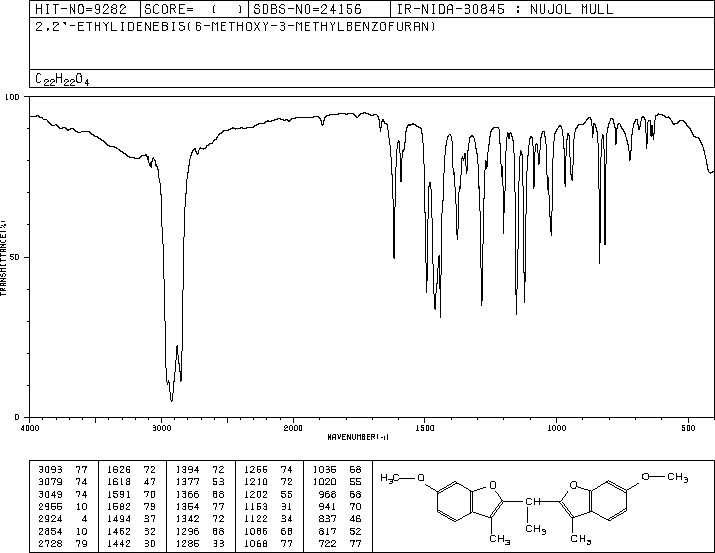 HIT-NO=9282 SCORE= ( ) SDBS-NO=24156 IR-NIDA-30845 : NUJOL MULL
2,2'-ETHYLIDENEBIS(6-METHOXY-3-METHYLBENZOFURAN)
C22H22O4
100
50
0
TRANSMITTANCE(%)
4000 3000 2000 1500 1000 500
WAVENUMBER(-1)
3093 77 1626 72 1394 72 1266 74 1036 68
3079 74 1618 47 1377 53 1210 72 1020 55
3049 74 1591 70 1366 68 1202 55 968 68
2955 10 1582 79 1354 77 1153 31 941 70
2924 4 1494 37 1342 72 1122 34 837 46
2854 10 1462 32 1296 68 1086 68 817 52
2728 79 1442 30 1285 33 1068 77 722 77
H3C O O CH O O CH3
CH3 CH3 CH3